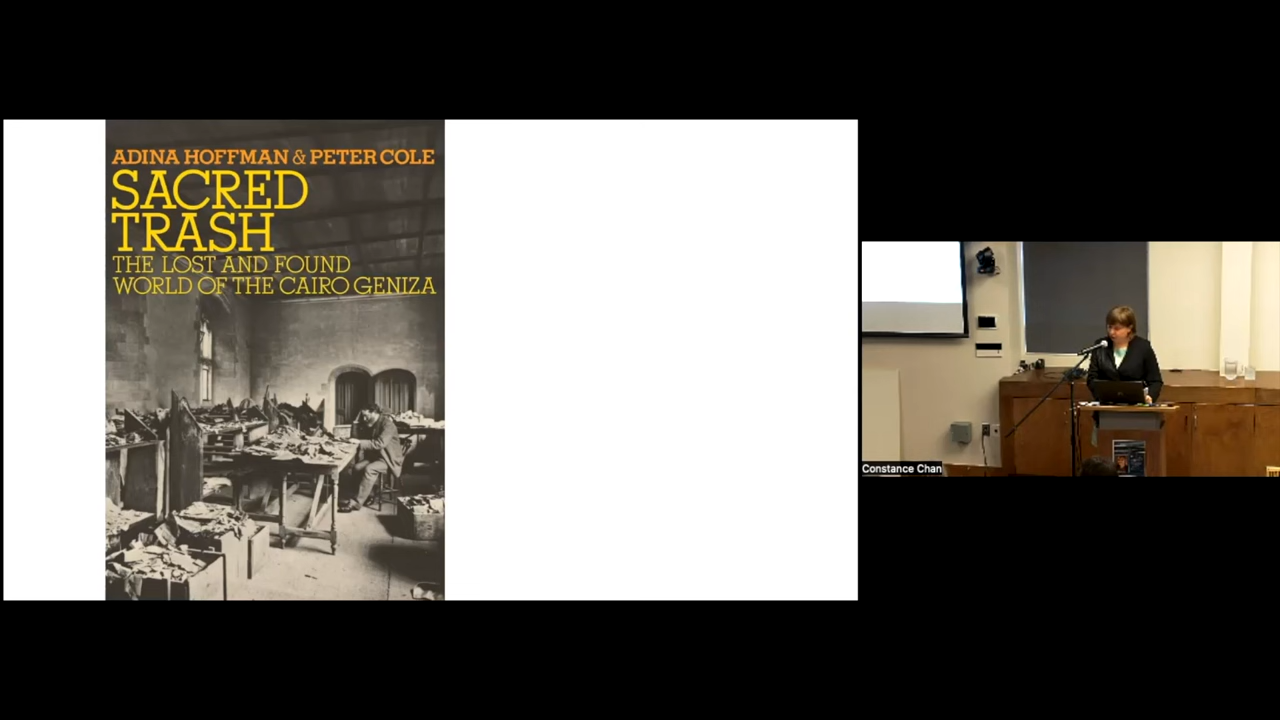 ADINA HOFFMAN & PETER COLE
SACRED
TRASH
THE LOST AND FOUND
WORLD OF THE CAIRO GENIZA
Constance Chan